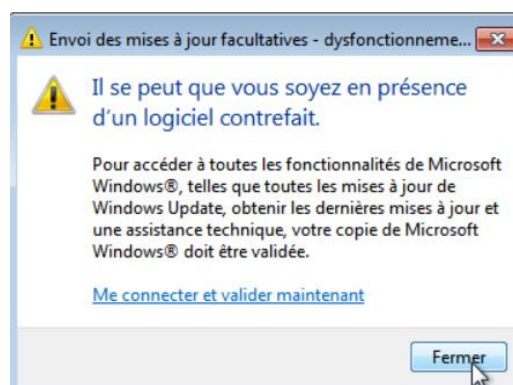 Envoi des mises à jour facultatives - dysfonctionneme...
Il se peut que vous soyez en présence
d'un logiciel contrefait.
Pour accéder à toutes les fonctionnalités de Microsoft
Windows®, telles que toutes les mises à jour de
Windows Update, obtenir les dernières mises à jour et
une assistance technique, votre copie de Microsoft
Windows® doit être validée.
Me connecter et valider maintenant
Fermer